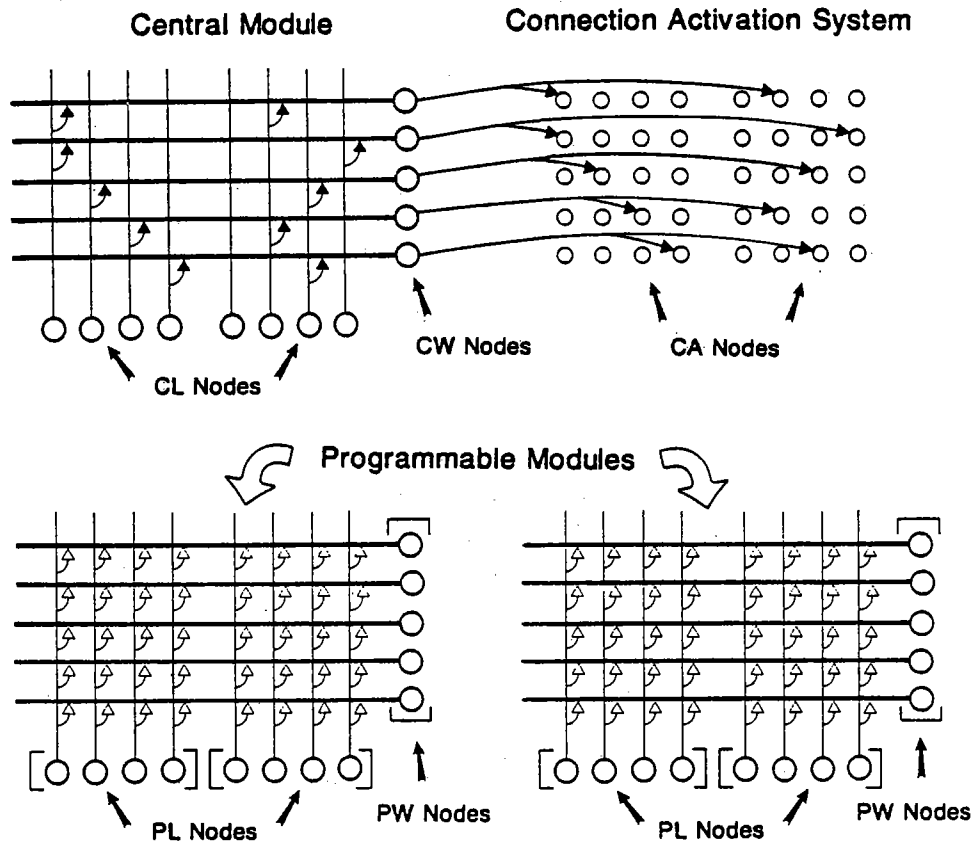 Central Module
Connection Activation System
CW Nodes
CA Nodes
CL Nodes
Programmable Modules
PW Nodes
PW Nodes
PL Nodes
PL Nodes